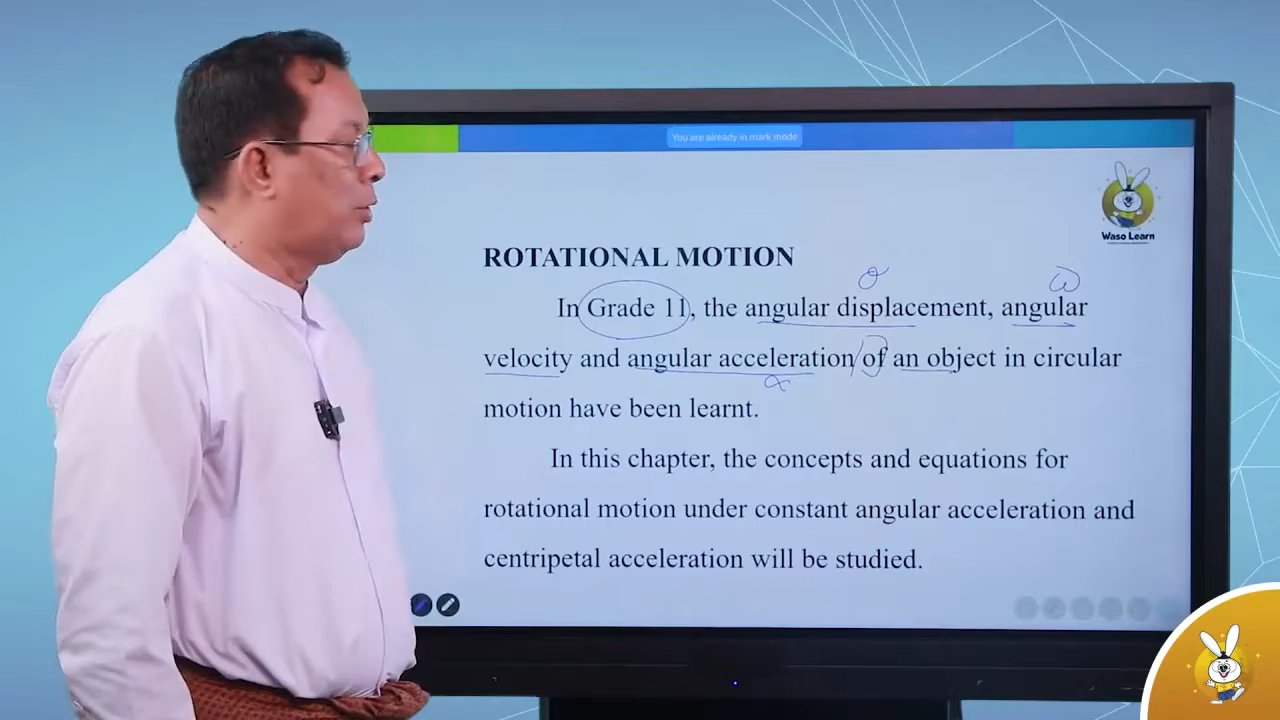 You are already in mark mode
Waso Learn
ROTATIONAL MOTION
θ ω
In Grade 11, the angular displacement, angular
velocity and angular acceleration of an object in circular
α
motion have been learnt.
In this chapter, the concepts and equations for
rotational motion under constant angular acceleration and
centripetal acceleration will be studied.